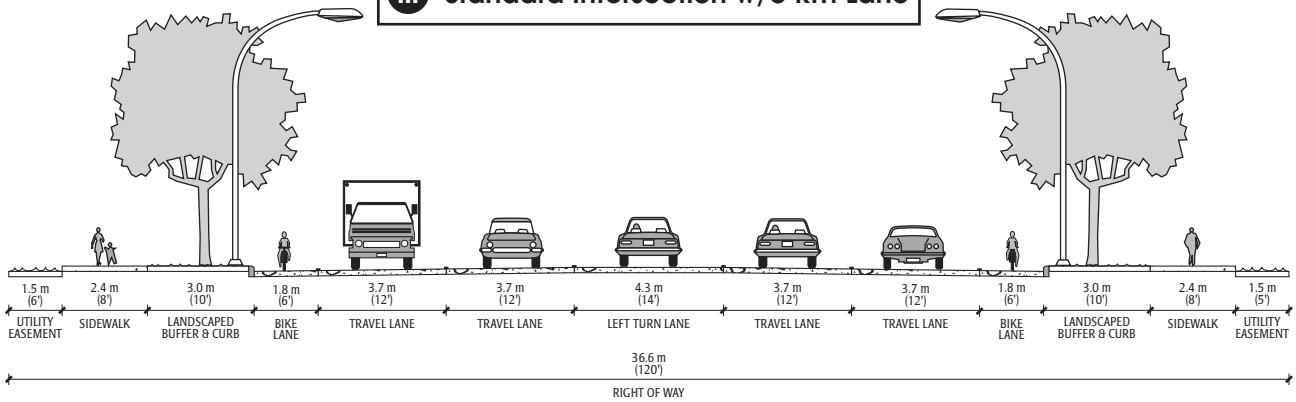 Standard Intersection w/o Lane
1.5 m 2.4 m 3.0 m 1.8 m 3.7 m 3.7 m 4.3 m 3.7 m 3.7 m 1.8 m 3.0 m 2.4 m 1.5 m
(6') (8') (10') (6') (12') (12') (14') (12') (12') (6') (10') (8') (5')
UTILITY SIDEWALK LANDSCAPED BIKE TRAVEL LANE TRAVEL LANE LEFT TURN LANE TRAVEL LANE TRAVEL LANE BIKE LANDSCAPED SIDEWALK UTILITY
EASEMENT BUFFER & CURB LANE LANE BUFFER & CURB EASEMENT
36.6 m
(120')
RIGHT OF WAY